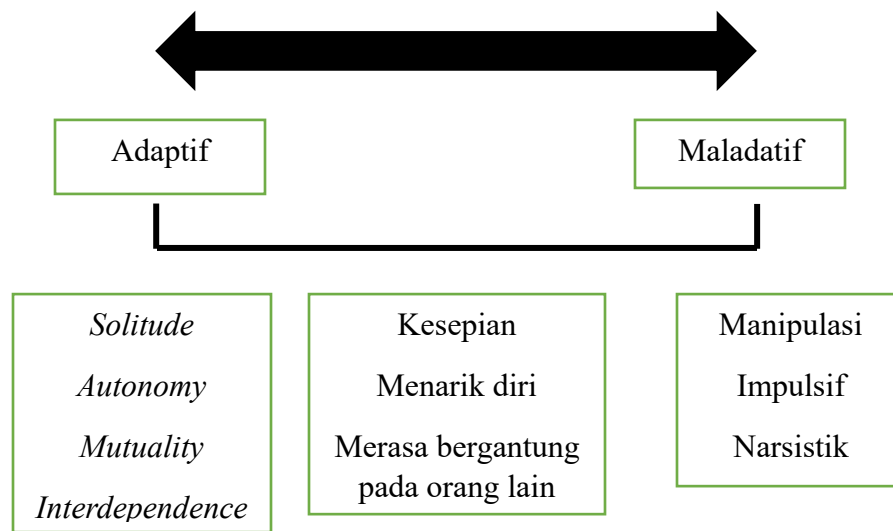 Adaptif
Maladatif
Solitude
Autonomy
Mutuality
Interdependence
Kesepian
Menarik diri
Merasa bergantung
pada orang lain
Manipulasi
Impulsif
Narsistik